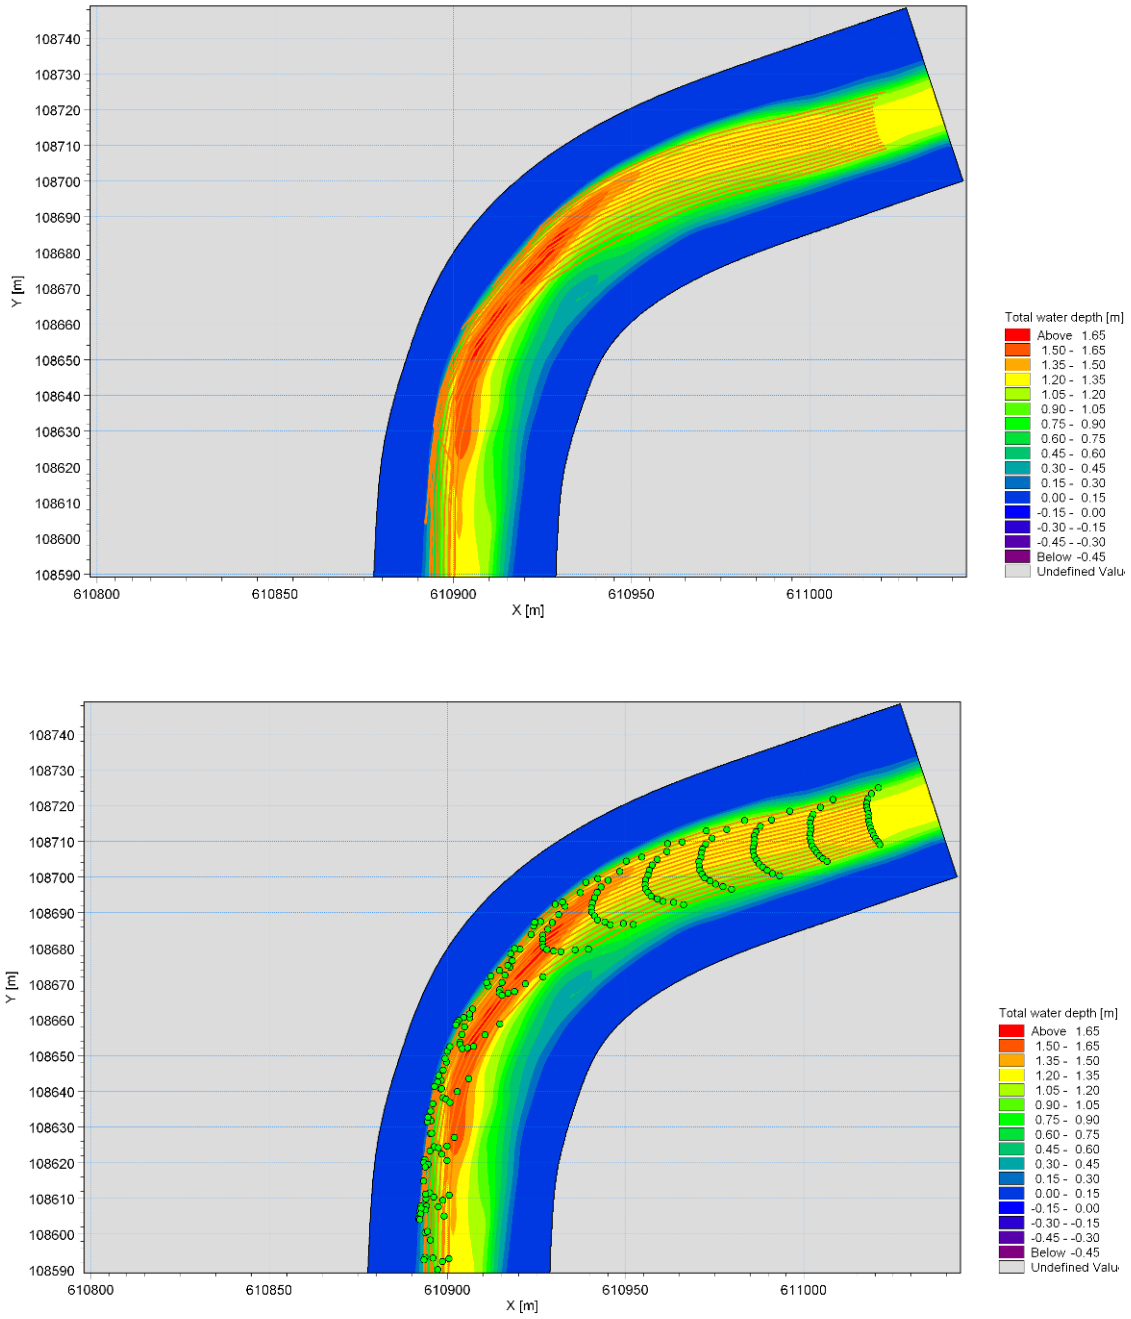 108740
108730
108720
108710
108700
108690
108680
108670
108660
108650
108640
108630
108620
108610
108600
108590
Y [m]
610800 610850 610900 610950 611000
X [m]
Total water depth [m]
Above 1.65
1.50 - 1.65
1.35 - 1.50
1.20 - 1.35
1.05 - 1.20
0.90 - 1.05
0.75 - 0.90
0.60 - 0.75
0.45 - 0.60
0.30 - 0.45
0.15 - 0.30
0.00 - 0.15
-0.15 - 0.00
-0.30 - -0.15
-0.45 - -0.30
Below -0.45
Undefined Valu
108740
108730
108720
108710
108700
108690
108680
108670
108660
108650
108640
108630
108620
108610
108600
108590
Y [m]
610800 610850 610900 610950 611000
X [m]
Total water depth [m]
Above 1.65
1.50 - 1.65
1.35 - 1.50
1.20 - 1.35
1.05 - 1.20
0.90 - 1.05
0.75 - 0.90
0.60 - 0.75
0.45 - 0.60
0.30 - 0.45
0.15 - 0.30
0.00 - 0.15
-0.15 - 0.00
-0.30 - -0.15
-0.45 - -0.30
Below -0.45
Undefined Valu